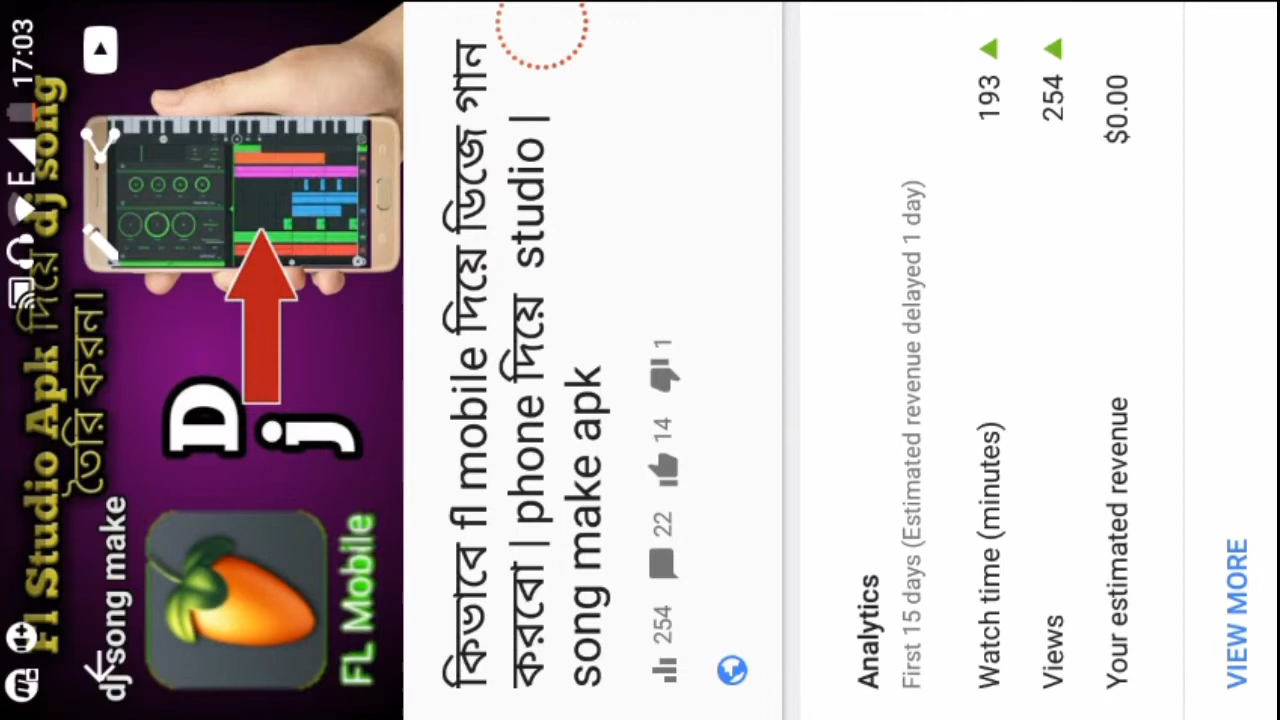 17:03
E
Fl Studio Apk দিয়ে dj song
তৈরি করন।
dj song make
D
j
FL Mobile
কিভাবে fl mobile দিয়ে ডিজে গান
করবো | phone দিয়ে studio |
song make apk
254 22 14 1
Analytics
First 15 days (Estimated revenue delayed 1 day)
Watch time (minutes) 193
Views 254
Your estimated revenue $0.00
VIEW MORE